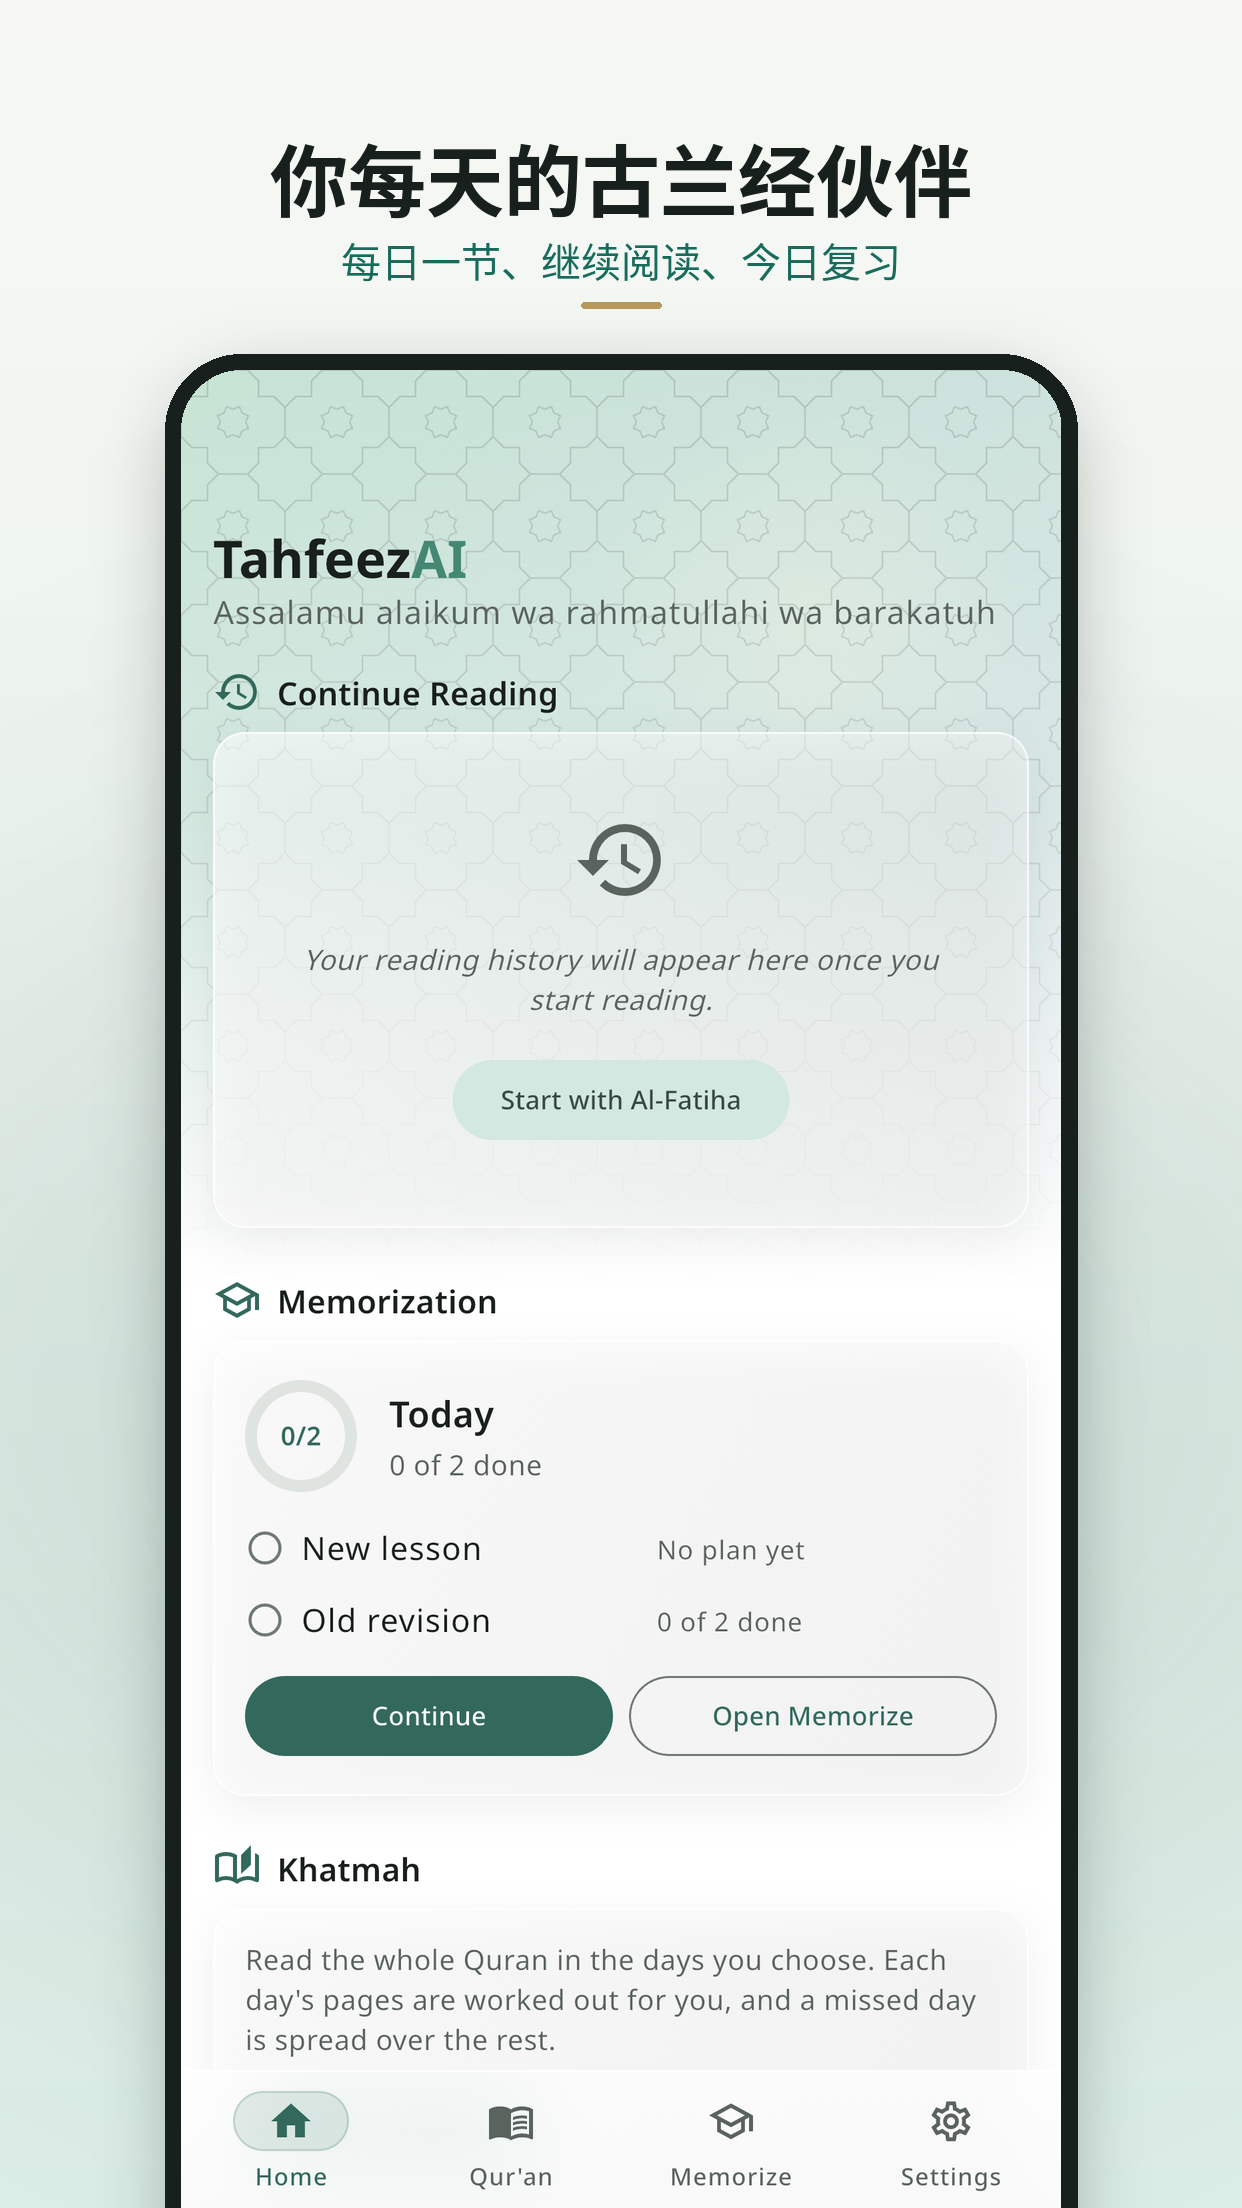 你每天的古兰经伙伴
每日一节、继续阅读、今日复习
TahfeezAI
Assalamu alaikum wa rahmatullahi wa barakatuh
Continue Reading
Your reading history will appear here once you
start reading.
Start with Al-Fatiha
Memorization
0/2
Today
0 of 2 done
New lesson
No plan yet
Old revision
0 of 2 done
Continue
Open Memorize
Khatmah
Read the whole Quran in the days you choose. Each
day's pages are worked out for you, and a missed day
is spread over the rest.
Home
Qur'an
Memorize
Settings